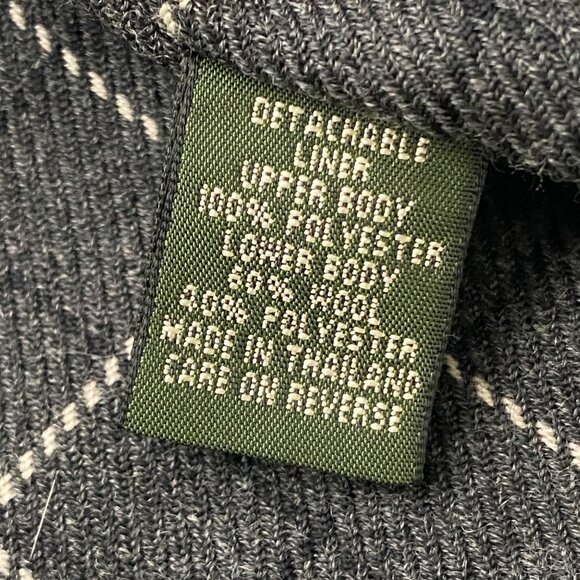 DETACHABLE
LINER
UPPER BODY
100% POLYESTER
LOWER BODY
80% WOOL
20% POLYESTER
MADE IN THAILAND
CARE ON REVERSE